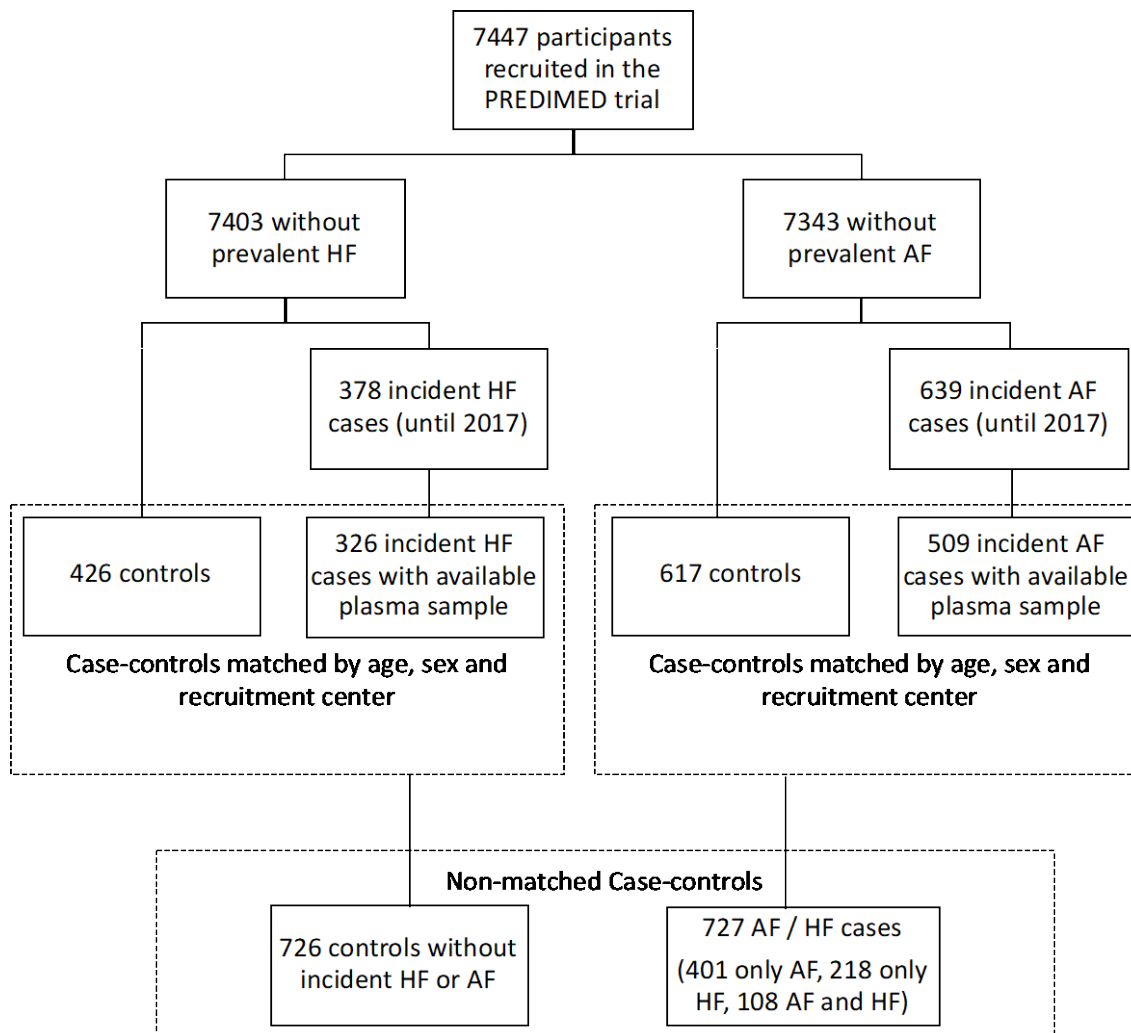 7447 participants
recruited in the
PREDIMED trial
7403 without
prevalent HF
7343 without
prevalent AF
378 incident HF
cases (until 2017)
639 incident AF
cases (until 2017)
426 controls
326 incident HF
cases with available
plasma sample
617 controls
509 incident AF
cases with available
plasma sample
Case-controls matched by age, sex and
recruitment center
Case-controls matched by age, sex and
recruitment center
Non-matched Case-controls
726 controls without
incident HF or AF
727 AF / HF cases
(401 only AF, 218 only
HF, 108 AF and HF)